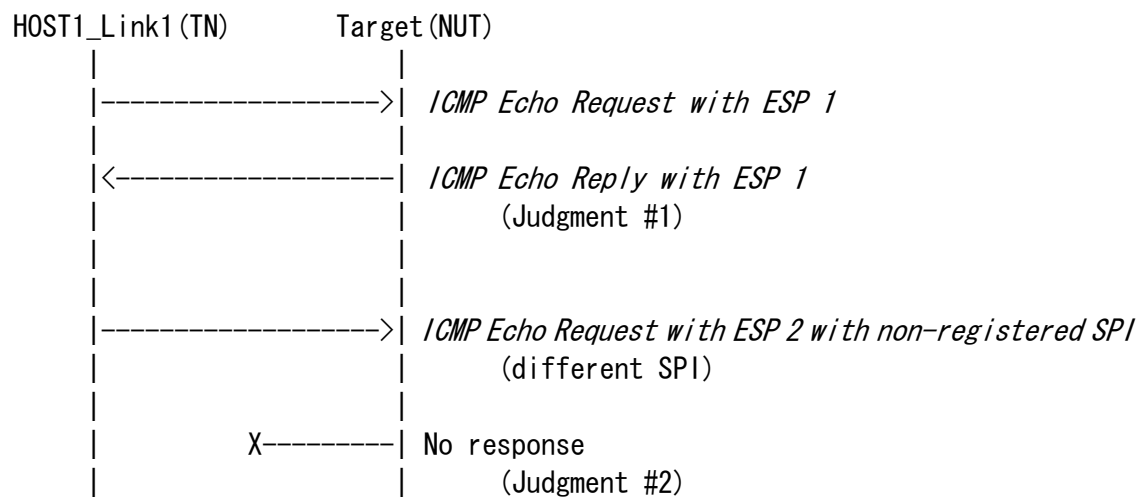 HOST1_Link1(TN) Target(NUT)
| |
|------------------->| ICMP Echo Request with ESP 1
| |
|<-------------------| ICMP Echo Reply with ESP 1
| | (Judgment #1)
| |
| |
|------------------->| ICMP Echo Request with ESP 2 with non-registered SPI
| | (different SPI)
| |
| X---------| No response
| | (Judgment #2)